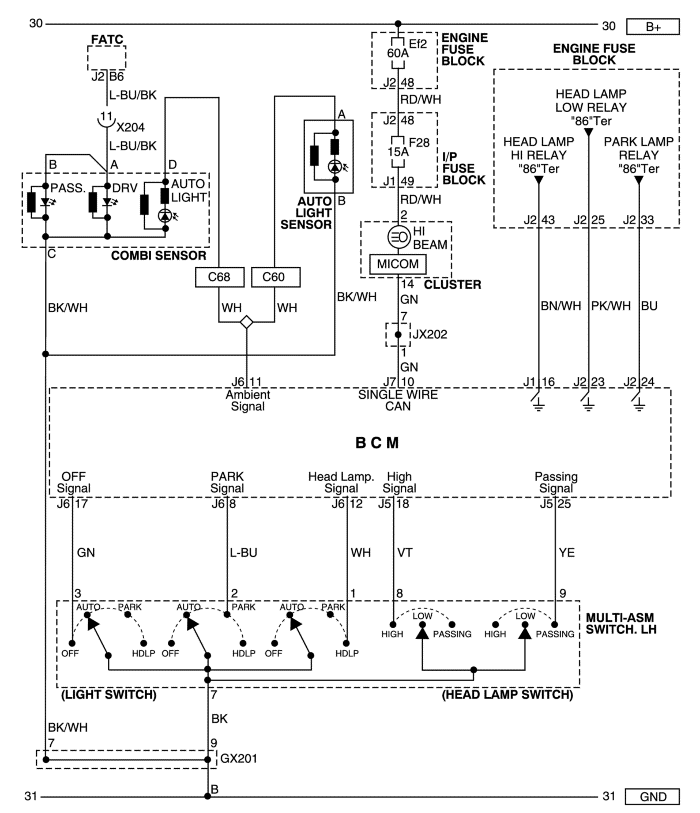 30 30 B+
FATC
J2 B6
L-BU/BK
11
X204
L-BU/BK
B A D
PASS. DRV AUTO
LIGHT
COMBI SENSOR
C
BK/WH
A
AUTO
LIGHT
SENSOR
B
BK/WH
C68 C60
WH WH
ENGINE
FUSE
BLOCK
Ef2
60A
J2 48
RD/WH
J2 48
F28
15A
I/P
FUSE
BLOCK
J1 49
RD/WH
2
HI
BEAM
MICOM
CLUSTER
14
GN
7
JX202
1
GN
ENGINE FUSE
BLOCK
HEAD LAMP
LOW RELAY
"86"Ter
HEAD LAMP
HI RELAY
"86"Ter
PARK LAMP
RELAY
"86"Ter
J2 43 J2 25 J2 33
BN/WH PK/WH BU
J6 11 J7 10 J1 16 J2 23 J2 24
Ambient
Signal
SINGLE WIRE
CAN
BCM
OFF
Signal
PARK
Signal
Head Lamp.
Signal
High
Signal
Passing
Signal
J6 17 J6 8 J6 12 J5 18 J5 25
GN L-BU WH VT YE
3 2 1 8 9
AUTO PARK AUTO PARK AUTO PARK LOW LOW
OFF HDLP OFF HDLP OFF HDLP HIGH PASSING HIGH PASSING
MULTI-ASM
SWITCH. LH
(LIGHT SWITCH) 7 (HEAD LAMP SWITCH)
BK/WH BK
7 9
GX201
B
31 31 GND